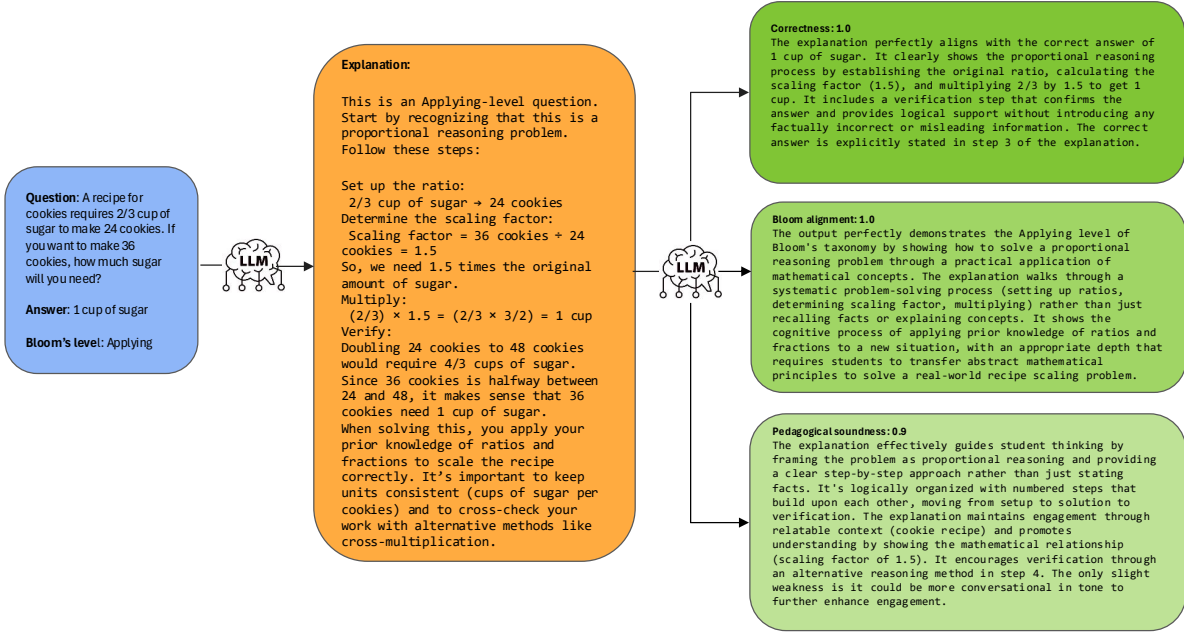 Question: A recipe for
cookies requires 2/3 cup of
sugar to make 24 cookies. If
you want to make 36
cookies, how much sugar
will you need?
Answer: 1 cup of sugar
Bloom's level: Applying
LLM
Explanation:
This is an Applying-level question.
Start by recognizing that this is a
proportional reasoning problem.
Follow these steps:
Set up the ratio:
2/3 cup of sugar → 24 cookies
Determine the scaling factor:
Scaling factor = 36 cookies ÷ 24
cookies = 1.5
So, we need 1.5 times the original
amount of sugar.
Multiply:
(2/3) × 1.5 = (2/3 × 3/2) = 1 cup
Verify:
Doubling 24 cookies to 48 cookies
would require 4/3 cups of sugar.
Since 36 cookies is halfway between
24 and 48, it makes sense that 36
cookies need 1 cup of sugar.
When solving this, you apply your
prior knowledge of ratios and
fractions to scale the recipe
correctly. It's important to keep
units consistent (cups of sugar per
cookies) and to cross-check your
work with alternative methods like
cross-multiplication.
LLM
Correctness: 1.0
The explanation perfectly aligns with the correct answer of
1 cup of sugar. It clearly shows the proportional reasoning
process by establishing the original ratio, calculating the
scaling factor (1.5), and multiplying 2/3 by 1.5 to get 1
cup. It includes a verification step that confirms the
answer and provides logical support without introducing any
factually incorrect or misleading information. The correct
answer is explicitly stated in step 3 of the explanation.
Bloom alignment: 1.0
The output perfectly demonstrates the Applying level of
Bloom's taxonomy by showing how to solve a proportional
reasoning problem through a practical application of
mathematical concepts. The explanation walks through a
systematic problem-solving process (setting up ratios,
determining scaling factor, multiplying) rather than just
recalling facts or explaining concepts. It shows the
cognitive process of applying prior knowledge of ratios and
fractions to a new situation, with an appropriate depth that
requires students to transfer abstract mathematical
principles to solve a real-world recipe scaling problem.
Pedagogical soundness: 0.9
The explanation effectively guides student thinking by
framing the problem as proportional reasoning and providing
a clear step-by-step approach rather than just stating
facts. It's logically organized with numbered steps that
build upon each other, moving from setup to solution to
verification. The explanation maintains engagement through
relatable context (cookie recipe) and promotes
understanding by showing the mathematical relationship
(scaling factor of 1.5). It encourages verification through
an alternative reasoning method in step 4. The only slight
weakness is it could be more conversational in tone to
further enhance engagement.